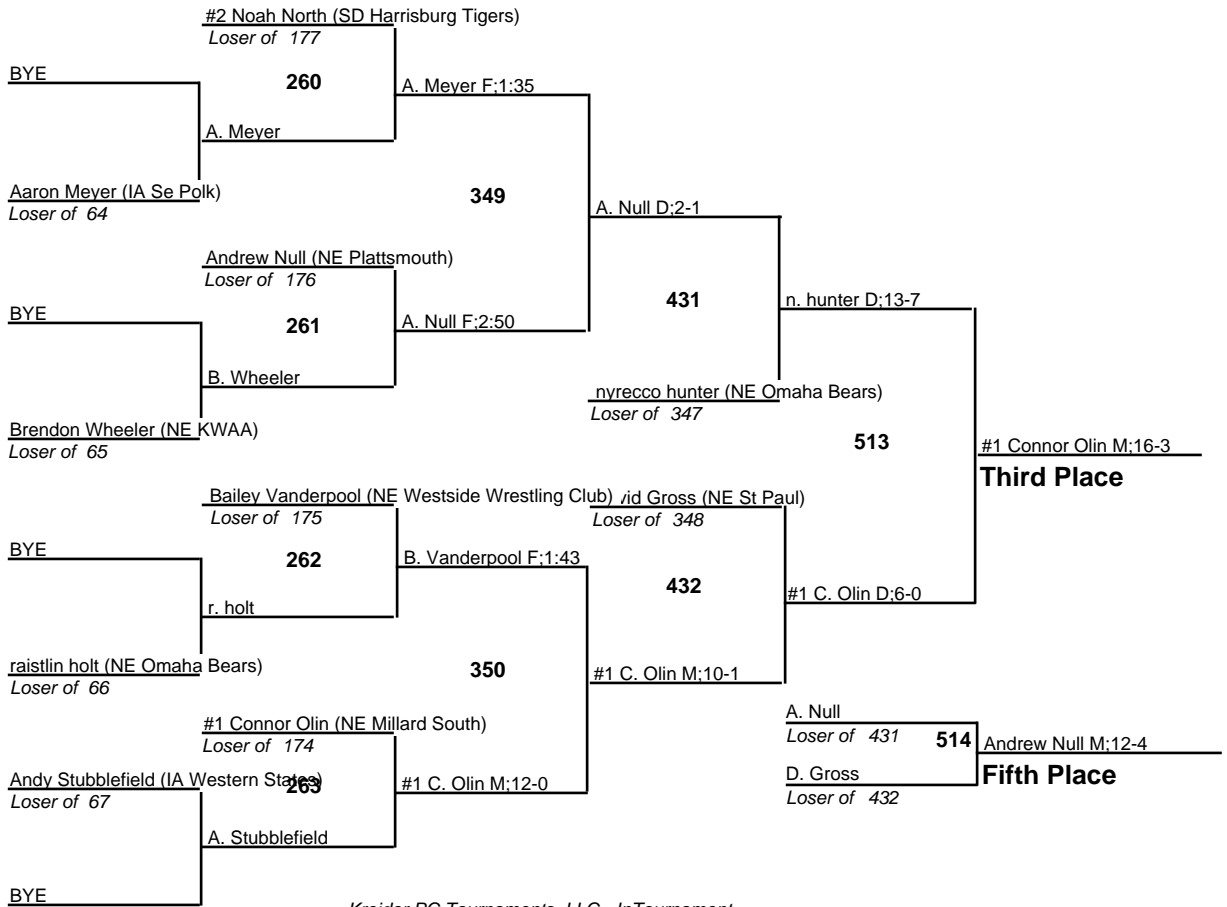 #2 Noah North (SD Harrisburg Tigers)
Loser of 177
BYE
260
A. Meyer F;1:35
A. Meyer
Aaron Meyer (IA Se Polk)
Loser of 64
349
A. Null D;2-1
Andrew Null (NE Plattsmouth)
Loser of 176
BYE
261
A. Null F;2:50
431
n. hunter D;13-7
B. Wheeler
nyrecco hunter (NE Omaha Bears)
Loser of 347
Brendon Wheeler (NE KWAA)
Loser of 65
513
#1 Connor Olin M;16-3
Third Place
Bailey Vanderpool (NE Westside Wrestling Club)
Loser of 175
vid Gross (NE St Paul)
Loser of 348
BYE
262
B. Vanderpool F;1:43
432
r. holt
#1 C. Olin D;6-0
raistlin holt (NE Omaha Bears)
Loser of 66
350
#1 C. Olin M;10-1
#1 Connor Olin (NE Millard South)
Loser of 174
A. Null
Loser of 431
514
Andrew Null M;12-4
Fifth Place
D. Gross
Loser of 432
Andy Stubblefield (IA Western States)
Loser of 67
263
#1 C. Olin M;12-0
A. Stubblefield
BYE